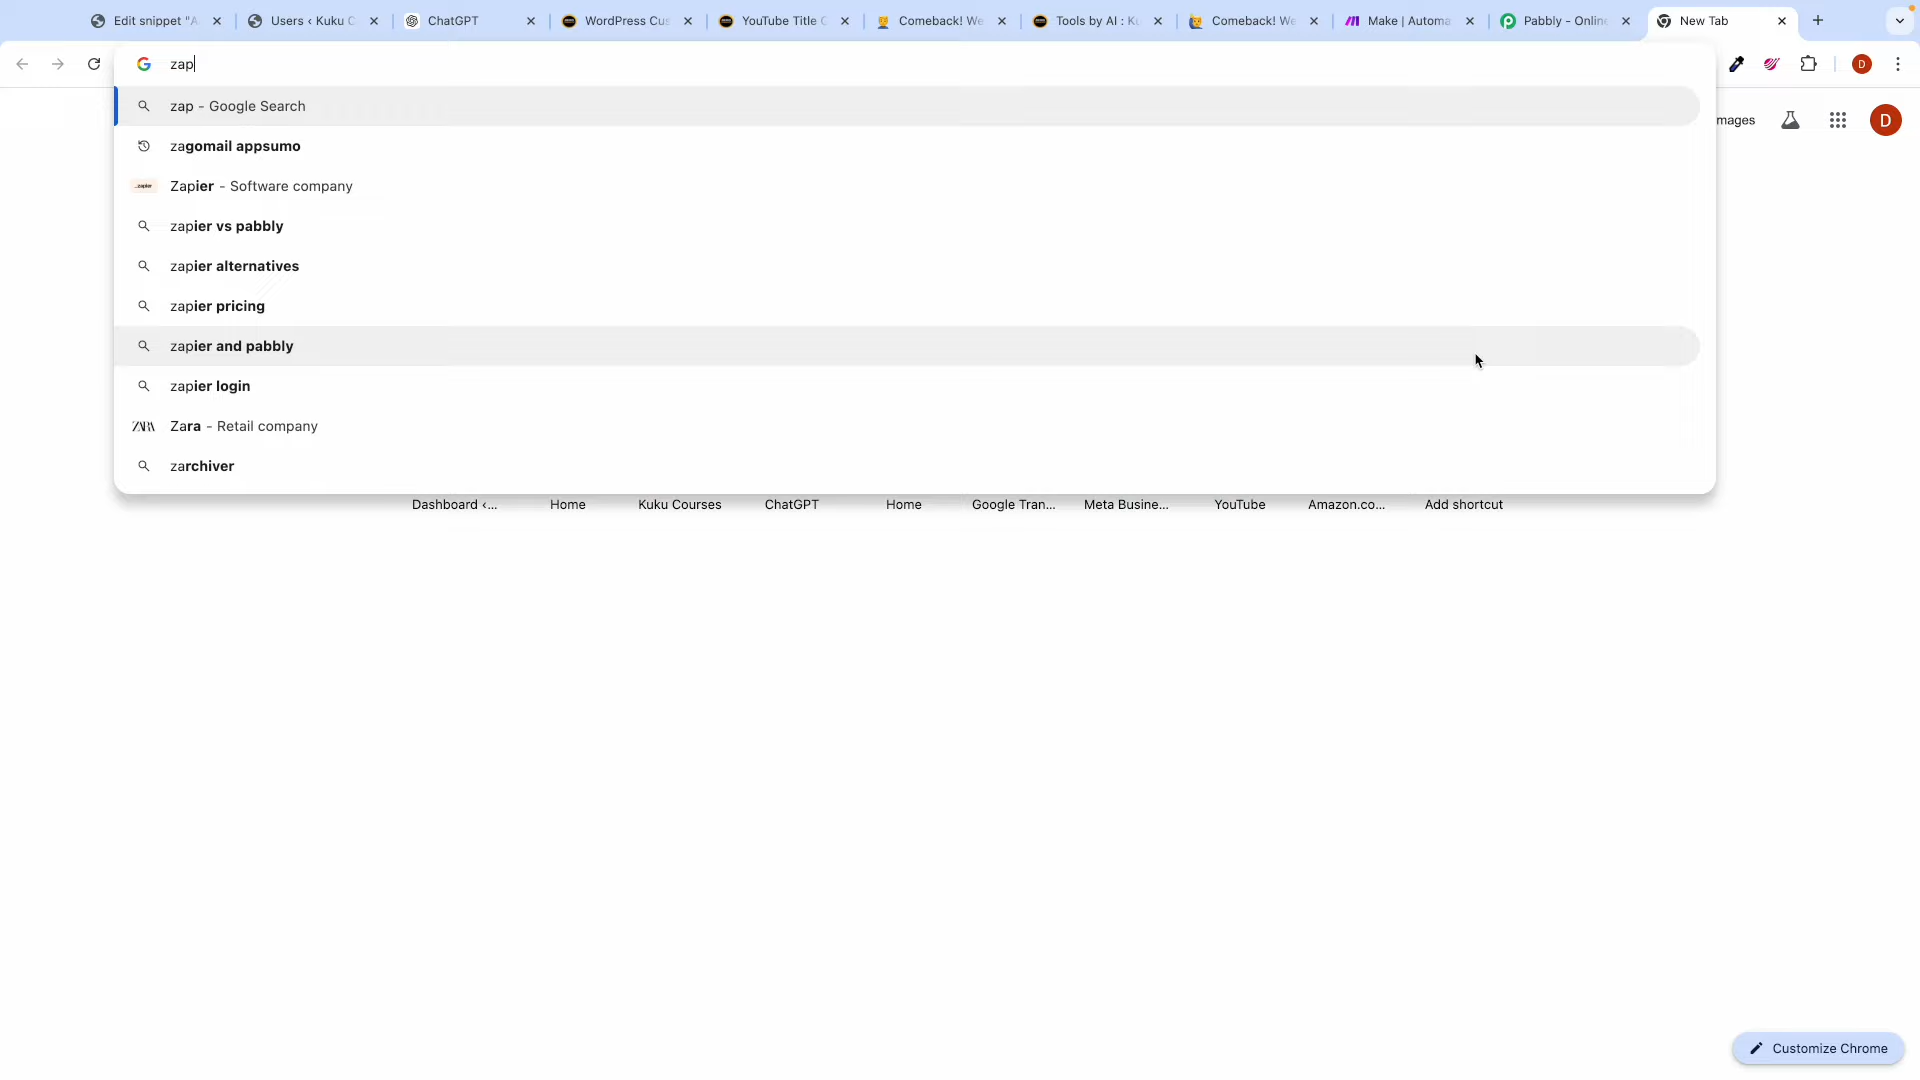 Edit snippet "A
Users ‹ Kuku C
ChatGPT
WordPress Cus
YouTube Title C
Comeback! We
Tools by AI : Ku
Comeback! We
Make | Automa
Pabbly - Online
New Tab
zap
D
zap - Google Search
mages
D
zagomail appsumo
Zapier - Software company
zapier vs pabbly
zapier alternatives
zapier pricing
zapier and pabbly
zapier login
ZARA Zara - Retail company
zarchiver
Dashboard ‹...
Home
Kuku Courses
ChatGPT
Home
Google Tran...
Meta Busine...
YouTube
Amazon.co...
Add shortcut
Customize Chrome